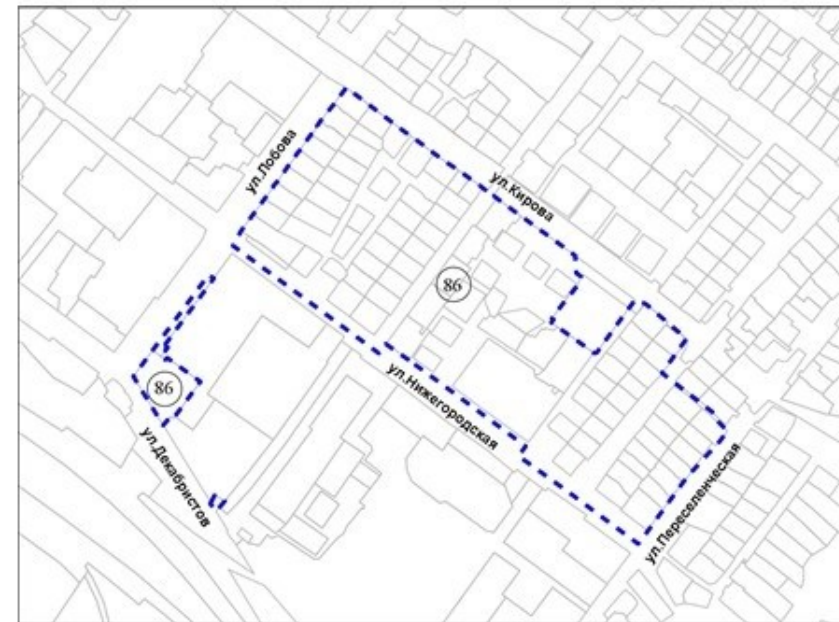 ул.Лобова
ул.Кирова
86
ул.Нижегородская
86
ул.Декабристов
ул.Переселенческая